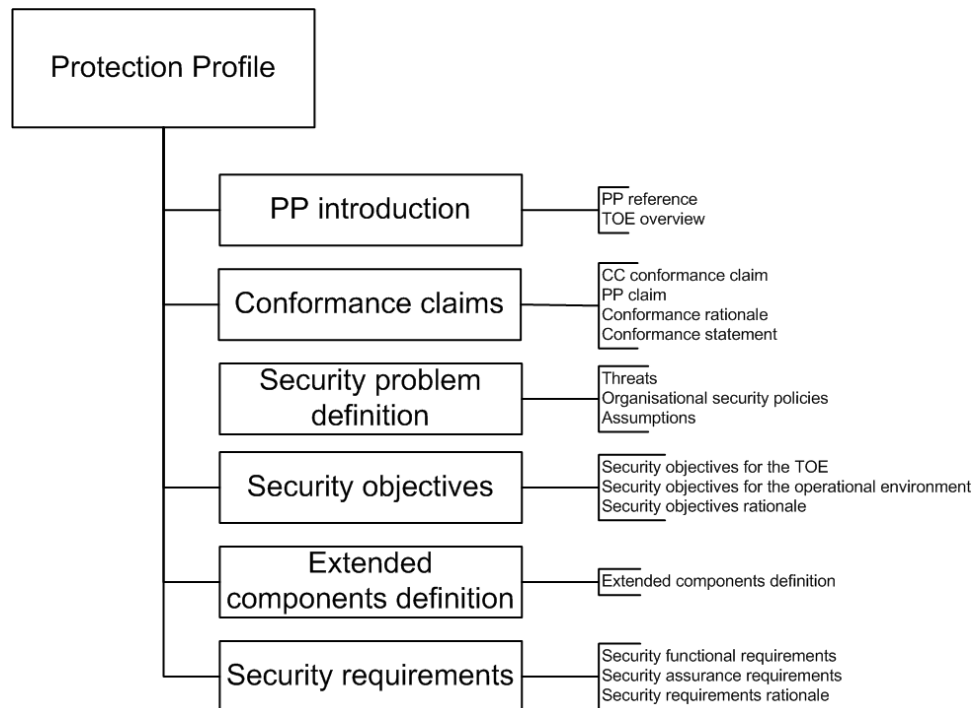 Protection Profile
PP introduction
PP reference
TOE overview
Conformance claims
CC conformance claim
PP claim
Conformance rationale
Conformance statement
Security problem
definition
Threats
Organisational security policies
Assumptions
Security objectives
Security objectives for the TOE
Security objectives for the operational environment
Security objectives rationale
Extended
components definition
Extended components definition
Security requirements
Security functional requirements
Security assurance requirements
Security requirements rationale